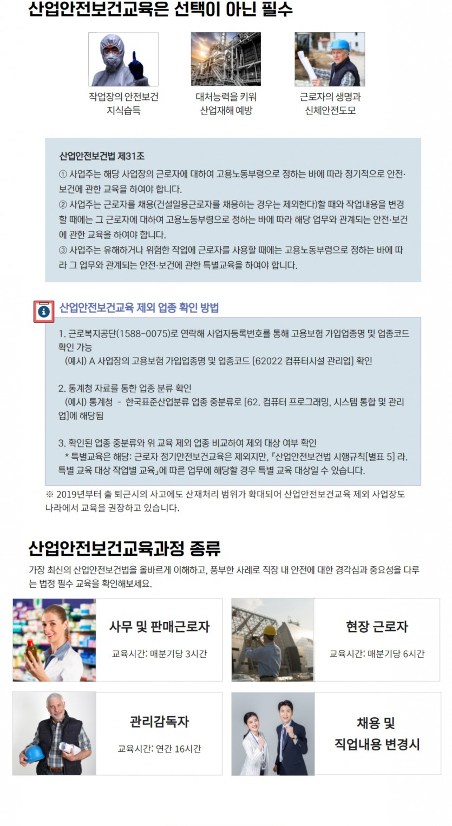 산업안전보건교육은 선택이 아닌 필수
작업장의 안전보건
지식습득
대처능력을 키워
산업재해 예방
근로자의 생명과
신체안전도모
산업안전보건법 제31조
① 사업주는 해당 사업장의 근로자에 대하여 고용노동부령으로 정하는 바에 따라 정기적으로 안전·
보건에 관한 교육을 하여야 합니다.
② 사업주는 근로자를 채용(건설일용근로자를 채용하는 경우는 제외한다)할 때와 작업내용을 변경
할 때에는 그 근로자에 대하여 고용노동부령으로 정하는 바에 따라 해당 업무와 관계되는 안전·보건
에 관한 교육을 하여야 합니다.
③ 사업주는 유해하거나 위험한 작업에 근로자를 사용할 때에는 고용노동부령으로 정하는 바에 따
라 그 업무와 관계되는 안전·보건에 관한 특별교육을 하여야 합니다.
산업안전보건교육 제외 업종 확인 방법
1. 근로복지공단(1588-0075)로 연락해 사업자등록번호를 통해 고용보험 가입업종명 및 업종코드
확인 가능
(예시) A 사업장의 고용보험 가입업종명 및 업종코드 [62022 컴퓨터시설 관리업] 확인
2. 통계청 자료를 통한 업종 분류 확인
(예시) 통계청 - 한국표준산업분류 업종 중분류로 [62. 컴퓨터 프로그래밍, 시스템 통합 및 관리
업]에 해당됨
3. 확인된 업종 중분류와 위 교육 제외 업종 비교하여 제외 대상 여부 확인
* 특별교육은 해당: 근로자 정기안전보건교육은 제외지만, 『산업안전보건법 시행규칙[별표 5] 라.
특별 교육 대상 작업별 교육』에 따른 업무에 해당할 경우 특별 교육 대상일 수 있습니다.
※ 2019년부터 출 퇴근시의 사고에도 산재처리 범위가 확대되어 산업안전보건교육 제외 사업장도
나라에서 교육을 권장하고 있습니다.
산업안전보건교육과정 종류
가장 최신의 산업안전보건법을 올바르게 이해하고, 풍부한 사례로 직장 내 안전에 대한 경각심과 중요성을 다루
는 법정 필수 교육을 확인해보세요.
사무 및 판매근로자
교육시간: 매분기당 3시간
현장 근로자
교육시간: 매분기당 6시간
관리감독자
교육시간: 연간 16시간
채용 및
직업내용 변경시